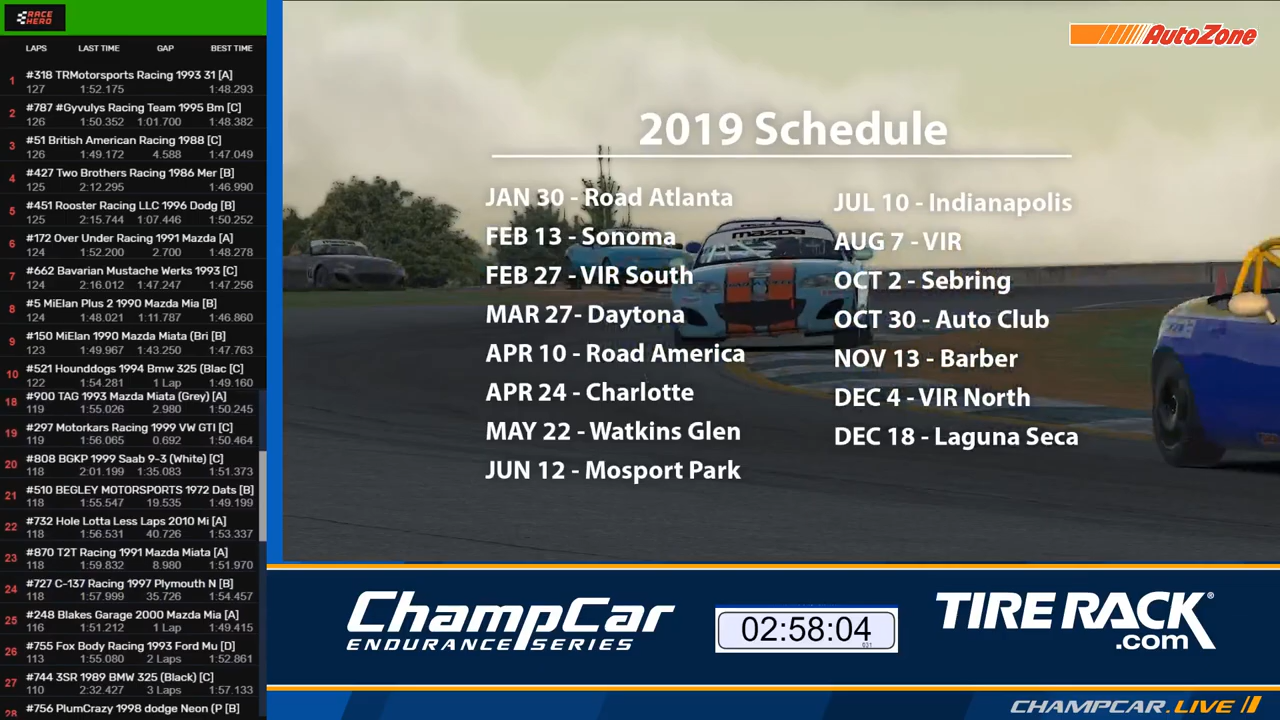 RACE
HERO
LAPS LAST TIME GAP BEST TIME
1 #318 TRMotorsports Racing 1993 31 [A]
127 1:52.175 1:48.293
2 #787 #Gyvulys Racing Team 1995 Bm [C]
126 1:50.352 1:01.700 1:48.382
3 #51 British American Racing 1988 [C]
126 1:49.172 4.588 1:47.049
4 #427 Two Brothers Racing 1986 Mer [B]
125 2:12.295 1:46.990
5 #451 Rooster Racing LLC 1996 Dodg [B]
125 2:15.744 1:07.446 1:50.252
6 #172 Over Under Racing 1991 Mazda [A]
124 1:52.200 2.700 1:48.278
7 #662 Bavarian Mustache Werks 1993 [C]
124 2:16.012 1:47.247 1:47.236
8 #5 MiElan Plus 2 1990 Mazda Mia [B]
124 1:48.021 1:11.787 1:46.860
9 #150 MiElan 1990 Mazda Miata (Bri [B]
123 1:49.967 1:43.250 1:47.763
10 #521 Hounddogs 1994 Bmw 325 (Blac [C]
122 1:54.281 1 Lap 1:49.160
18 #900 TAG 1993 Mazda Miata (Grey) [A]
119 1:55.026 2.980 1:50.245
19 #297 Motorkars Racing 1999 VW GTI [C]
119 1:56.065 0.692 1:50.464
20 #808 BGKP 1999 Saab 9-3 (White) [C]
118 2:01.199 1:35.083 1:51.373
21 #510 BEGLEY MOTORSPORTS 1972 Dats [B]
118 1:55.547 19.535 1:49.199
22 #732 Hole Lotta Less Laps 2010 Mi [A]
118 1:56.531 40.726 1:53.337
23 #870 T2T Racing 1991 Mazda Miata [A]
118 1:59.832 8.980 1:51.970
24 #727 C-137 Racing 1997 Plymouth N [B]
118 1:57.999 35.726 1:54.457
25 #248 Blakes Garage 2000 Mazda Mia [A]
116 1:51.212 1 Lap 1:49.415
26 #755 Fox Body Racing 1993 Ford Mu [D]
113 1:55.080 2 Laps 1:52.861
27 #744 3SR 1989 BMW 325 (Black) [C]
110 2:32.427 3 Laps 1:57.133
28 #756 PlumCrazy 1998 dodge Neon (P [B]
AutoZone
2019 Schedule
JAN 30 - Road Atlanta
FEB 13 - Sonoma
FEB 27 - VIR South
MAR 27- Daytona
APR 10 - Road America
APR 24 - Charlotte
MAY 22 - Watkins Glen
JUN 12 - Mosport Park
JUL 10 - Indianapolis
AUG 7 - VIR
OCT 2 - Sebring
OCT 30 - Auto Club
NOV 13 - Barber
DEC 4 - VIR North
DEC 18 - Laguna Seca
mazda
ChampCar
ENDURANCE SERIES
02:58:04
031
TIRE RACK®
.com
CHAMPCAR.LIVE //